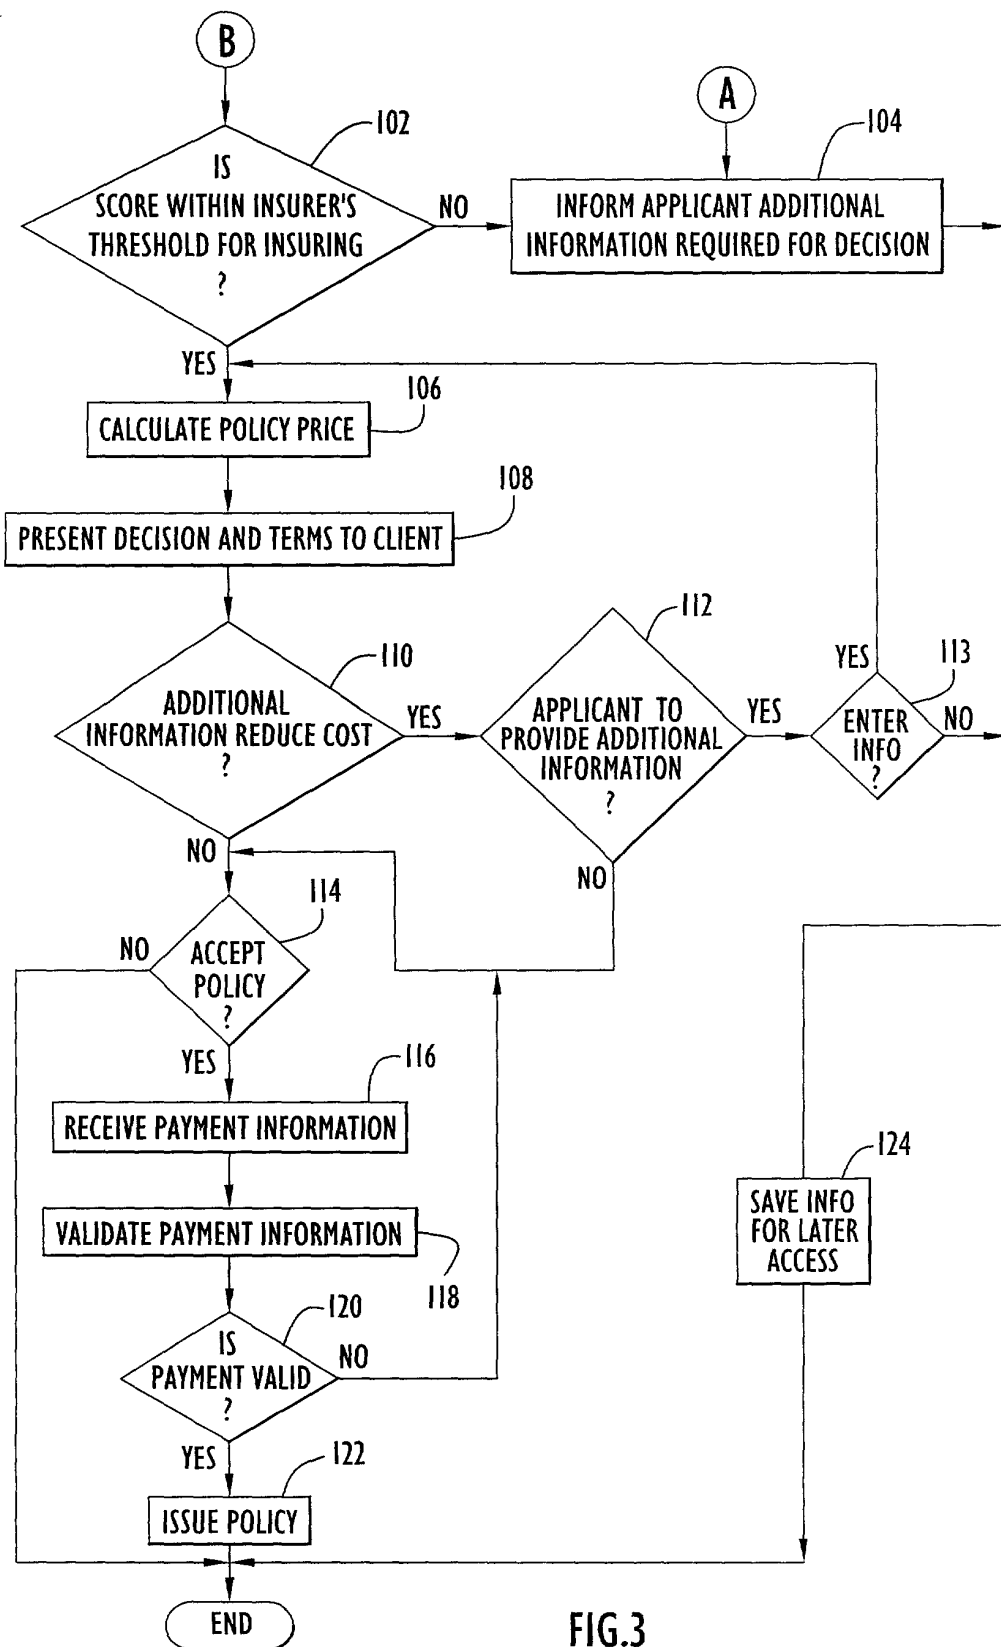 B
A
102
104
IS
SCORE WITHIN INSURER'S
THRESHOLD FOR INSURING
?
NO
INFORM APPLICANT ADDITIONAL
INFORMATION REQUIRED FOR DECISION
YES
106
CALCULATE POLICY PRICE
108
PRESENT DECISION AND TERMS TO CLIENT
110
ADDITIONAL
INFORMATION REDUCE COST
?
YES
112
APPLICANT TO
PROVIDE ADDITIONAL
INFORMATION
?
YES
YES
113
ENTER
INFO
?
NO
NO
NO
114
NO
ACCEPT
POLICY
?
YES
116
RECEIVE PAYMENT INFORMATION
VALIDATE PAYMENT INFORMATION
118
124
SAVE INFO
FOR LATER
ACCESS
120
IS
PAYMENT VALID
?
NO
YES
122
ISSUE POLICY
END
FIG.3